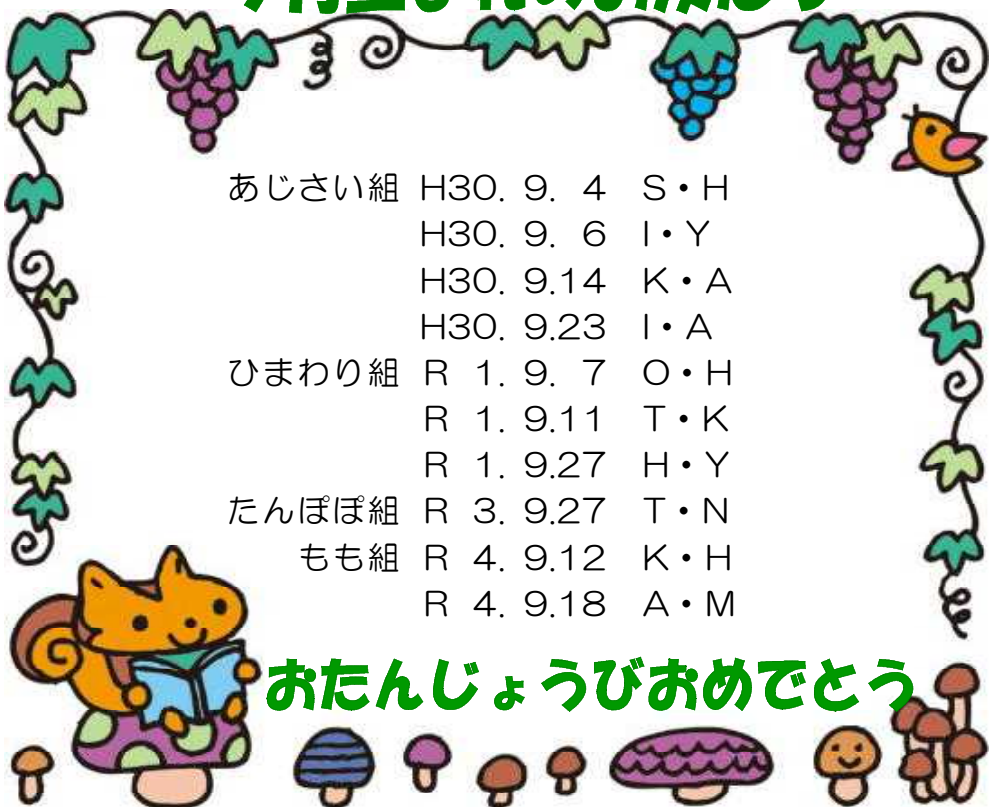 あじさい組 H30. 9. 4 S・H
H30. 9. 6 I・Y
H30. 9.14 K・A
H30. 9.23 I・A
ひまわり組 R 1. 9. 7 O・H
R 1. 9.11 T・K
R 1. 9.27 H・Y
たんぽぽ組 R 3. 9.27 T・N
もも組 R 4. 9.12 K・H
R 4. 9.18 A・M
おたんじょうびおめでとう